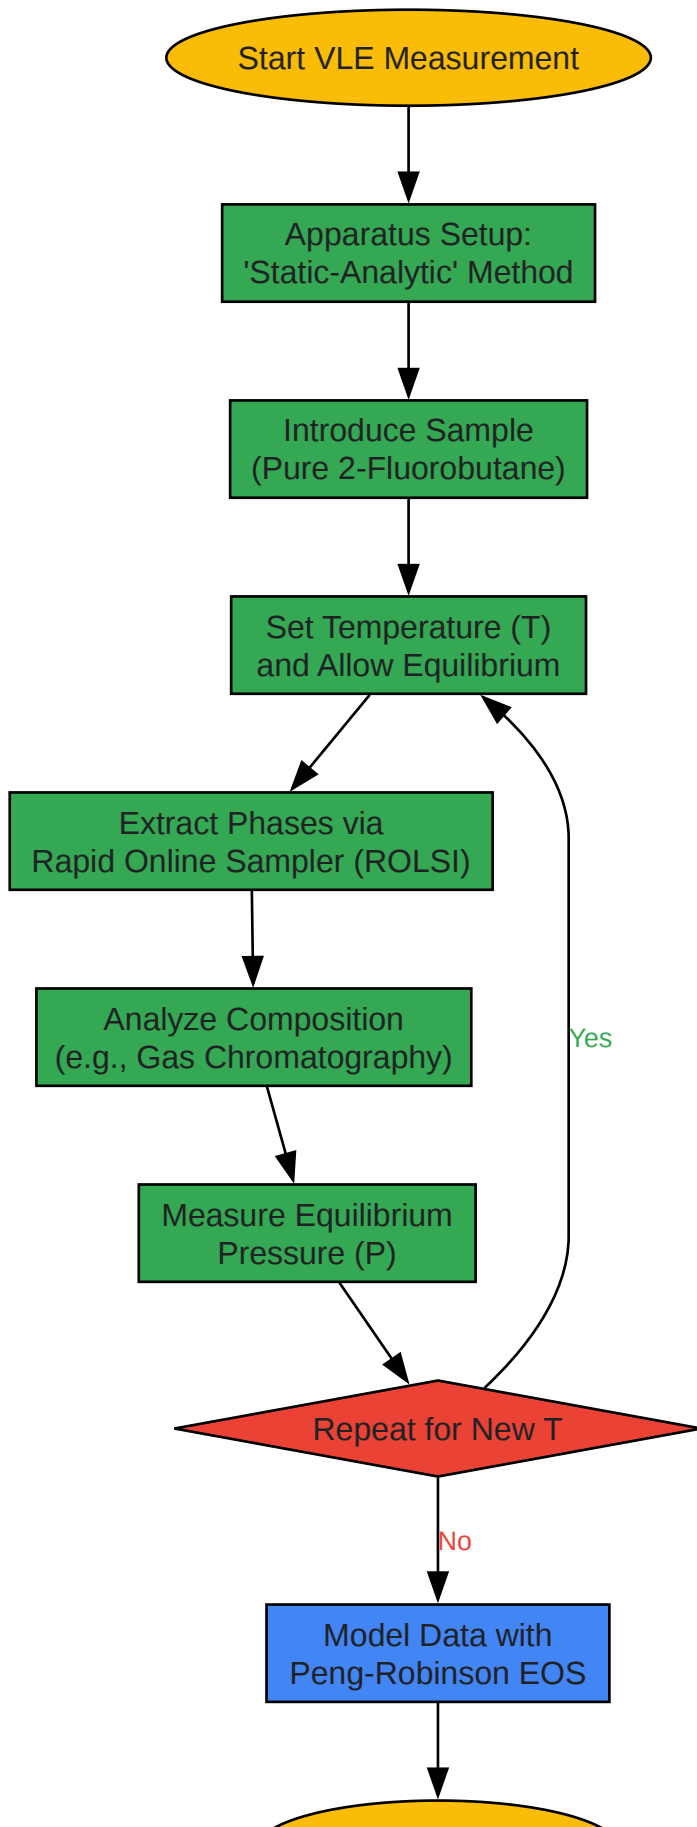 Start VLE Measurement
Apparatus Setup:
'Static-Analytic' Method
Introduce Sample
(Pure 2-Fluorobutane)
Set Temperature (T)
and Allow Equilibrium
Extract Phases via
Rapid Online Sampler (ROLSI)
Analyze Composition
(e.g., Gas Chromatography)
Yes
Measure Equilibrium
Pressure (P)
Repeat for New T
No
Model Data with
Peng-Robinson EOS